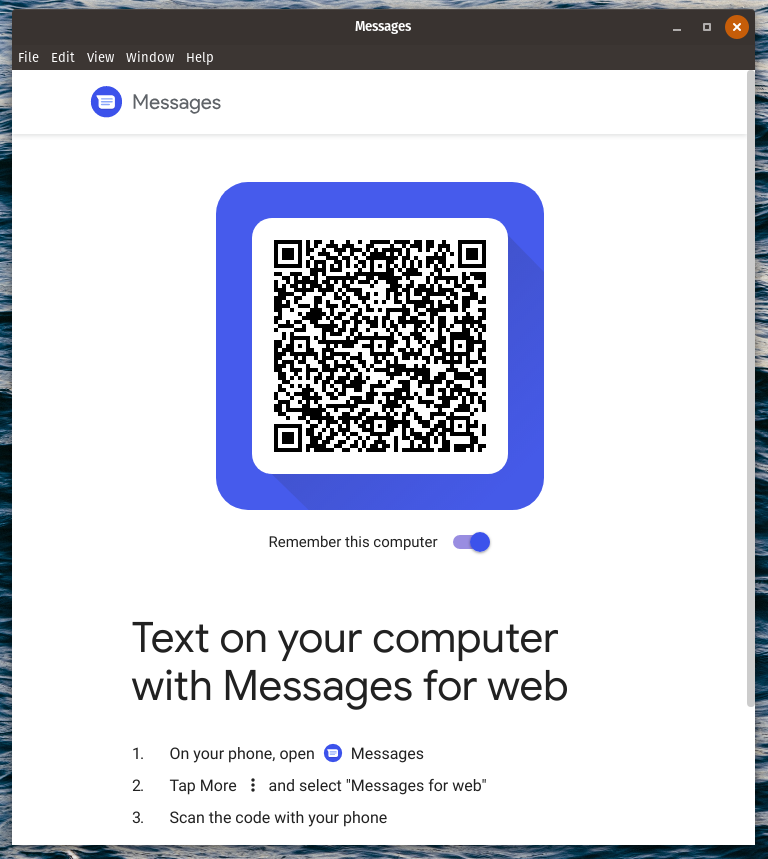 Messages
File Edit View Window Help
Messages
Remember this computer
Text on your computer
with Messages for web
1. On your phone, open Messages
2. Tap More and select "Messages for web"
3. Scan the code with your phone